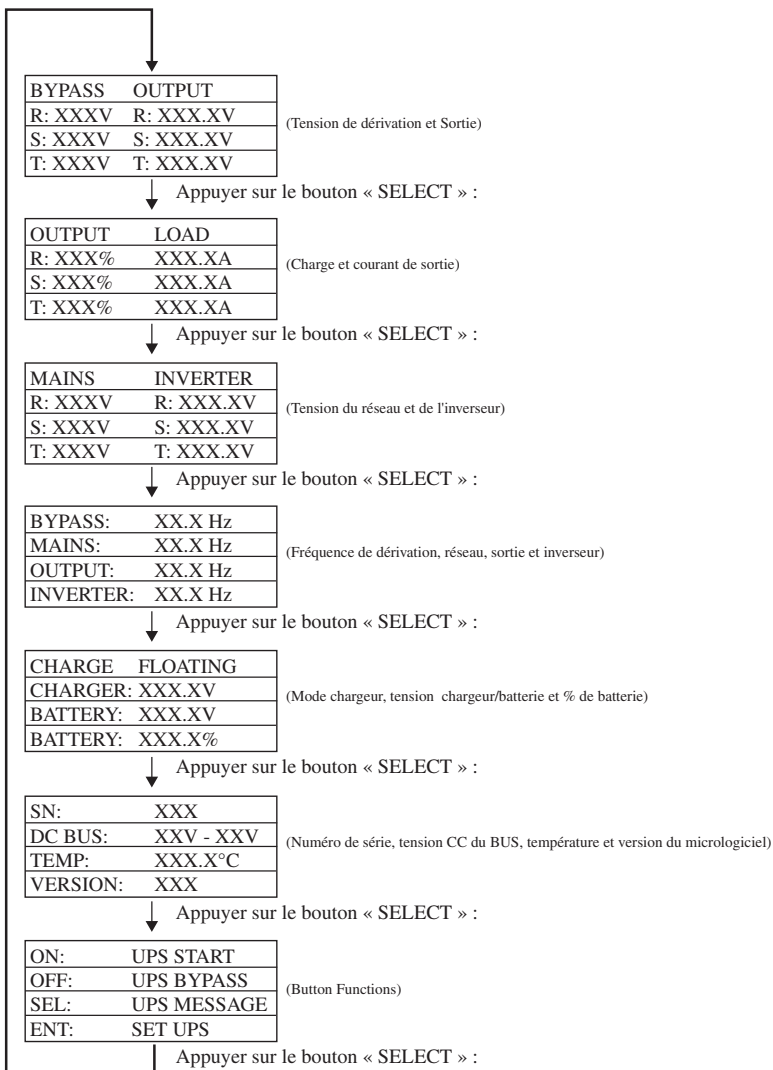 BYPASS OUTPUT
R: XXXV R: XXX.XV
S: XXXV S: XXX.XV
T: XXXV T: XXX.XV
(Tension de dérivation et Sortie)
Appuyer sur le bouton « SELECT » :
OUTPUT LOAD
R: XXX% XXX.XA
S: XXX% XXX.XA
T: XXX% XXX.XA
(Charge et courant de sortie)
Appuyer sur le bouton « SELECT » :
MAINS INVERTER
R: XXXV R: XXX.XV
S: XXXV S: XXX.XV
T: XXXV T: XXX.XV
(Tension du réseau et de l'inverseur)
Appuyer sur le bouton « SELECT » :
BYPASS: XX.X Hz
MAINS: XX.X Hz
OUTPUT: XX.X Hz
INVERTER: XX.X Hz
(Fréquence de dérivation, réseau, sortie et inverseur)
Appuyer sur le bouton « SELECT » :
CHARGE FLOATING
CHARGER: XXX.XV
BATTERY: XXX.XV
BATTERY: XXX.X%
(Mode chargeur, tension chargeur/batterie et % de batterie)
Appuyer sur le bouton « SELECT » :
SN: XXX
DC BUS: XXV - XXV
TEMP: XXX.X°C
VERSION: XXX
(Numéro de série, tension CC du BUS, température et version du micrologiciel)
Appuyer sur le bouton « SELECT » :
ON: UPS START
OFF: UPS BYPASS
SEL: UPS MESSAGE
ENT: SET UPS
(Button Functions)
Appuyer sur le bouton « SELECT » :